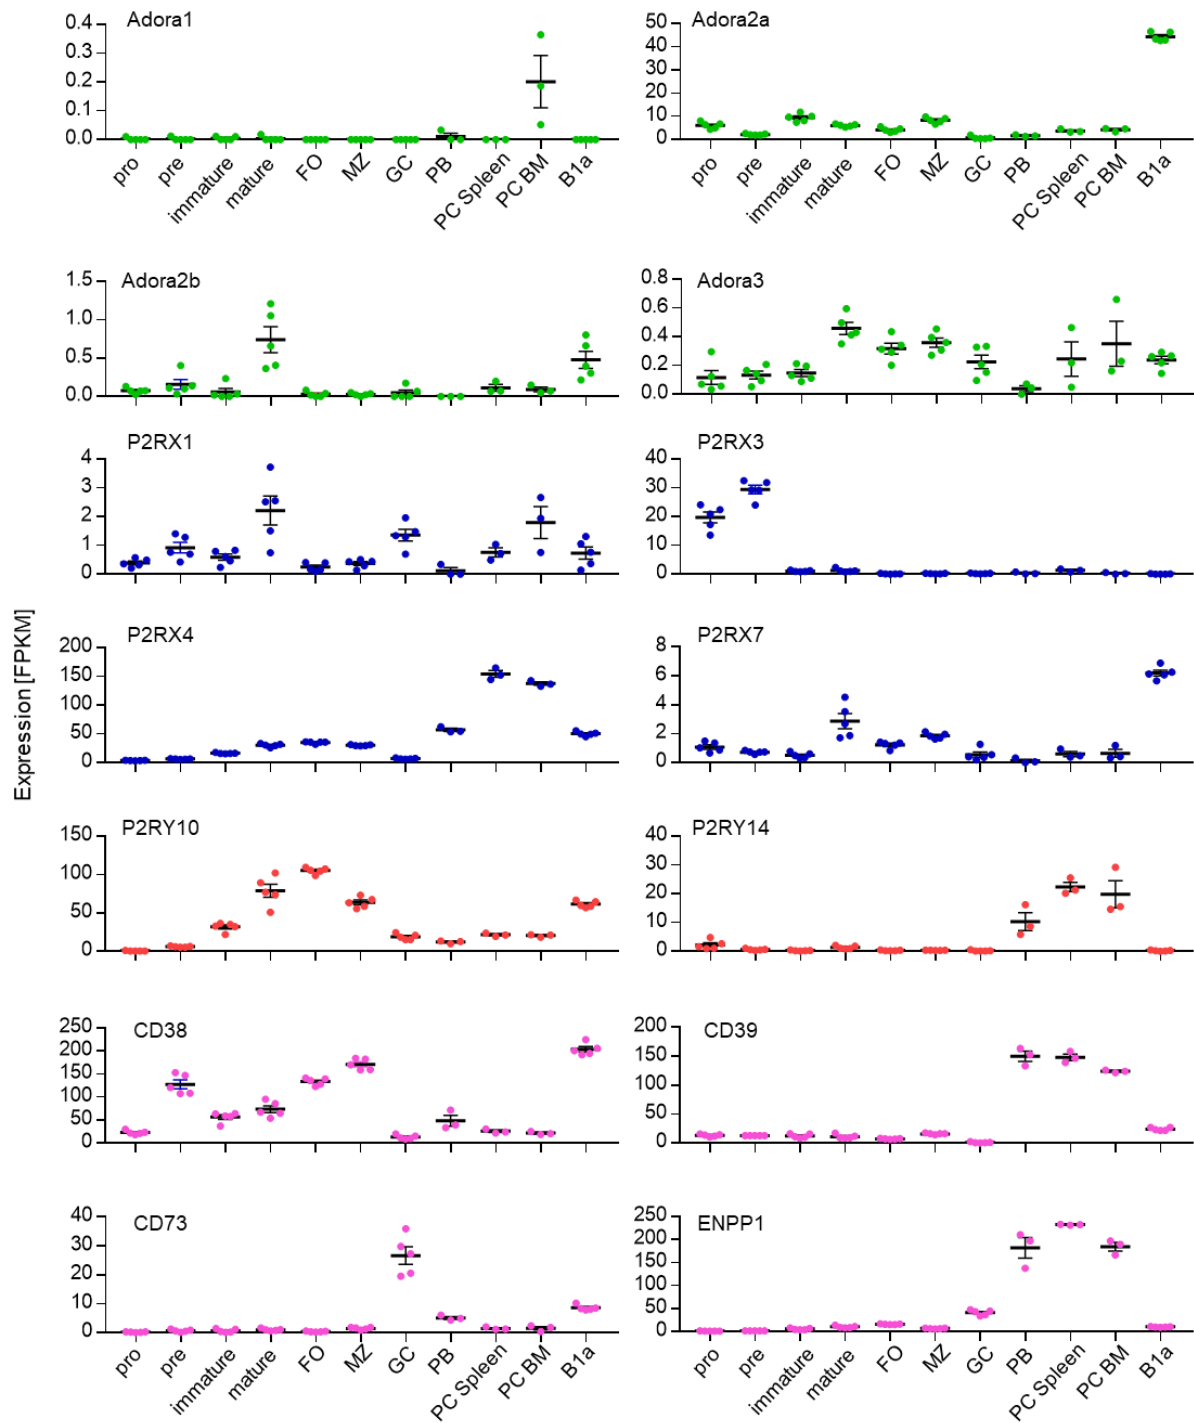 Adora1
0.4
0.3
0.2
0.1
0.0
pro
pre
immature
mature
FO
MZ
GC
PB
PC Spleen
PC BM
B1a
Adora2a
50
40
30
20
10
0
pro
pre
immature
mature
FO
MZ
GC
PB
PC Spleen
PC BM
B1a
Adora2b
1.5
1.0
0.5
0.0
Adora3
0.8
0.6
0.4
0.2
0.0
P2RX1
4
3
2
1
0
P2RX3
40
30
20
10
0
Expression [FPKM]
P2RX4
200
150
100
50
0
P2RX7
8
6
4
2
0
P2RY10
150
100
50
0
P2RY14
40
30
20
10
0
CD38
250
200
150
100
50
0
CD39
200
150
100
50
0
CD73
40
30
20
10
0
pro
pre
immature
mature
FO
MZ
GC
PB
PC Spleen
PC BM
B1a
ENPP1
250
200
150
100
50
0
pro
pre
immature
mature
FO
MZ
GC
PB
PC Spleen
PC BM
B1a